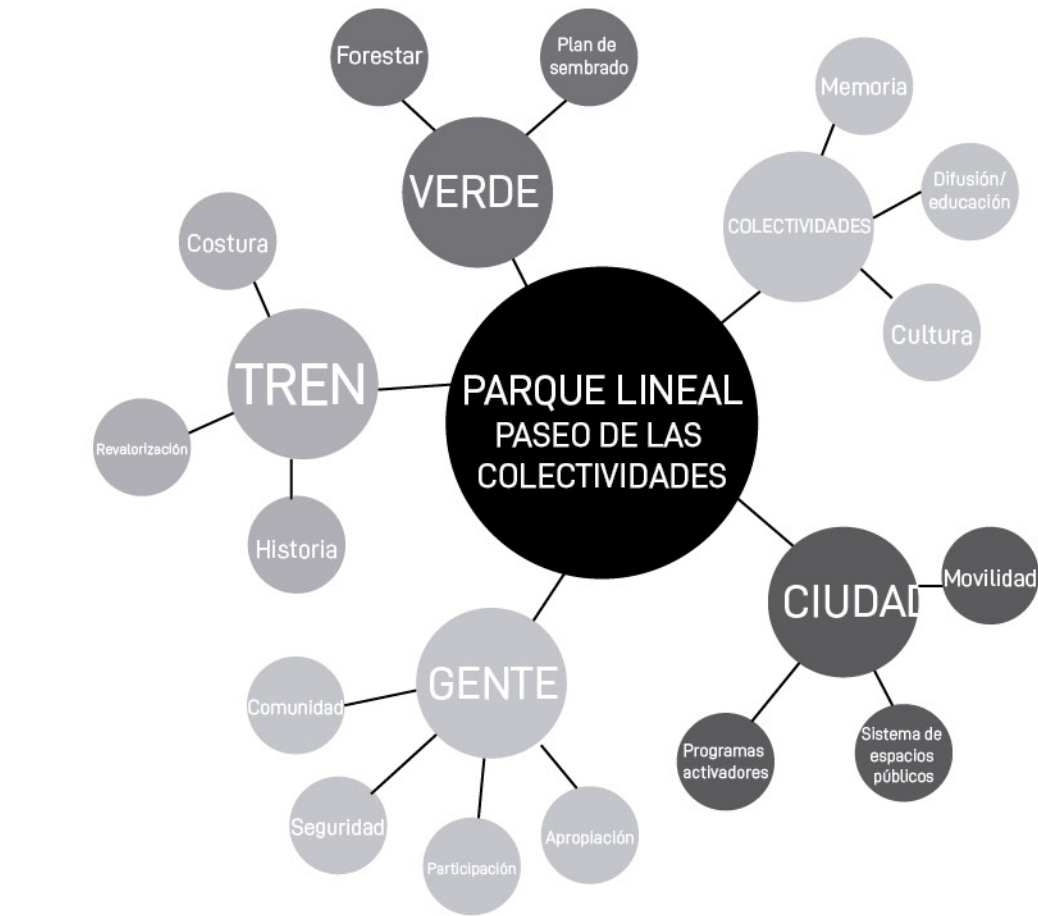 Forestar
Plan de
sembrado
VERDE
Memoria
Difusión/
educación
COLECTIVIDADES
Cultura
Costura
TREN
Revalorización
Historia
PARQUE LINEAL
PASEO DE LAS
COLECTIVIDADES
CIUDAD
Movilidad
Programas
activadores
Sistema de
espacios
públicos
GENTE
Comunidad
Seguridad
Participación
Apropiación